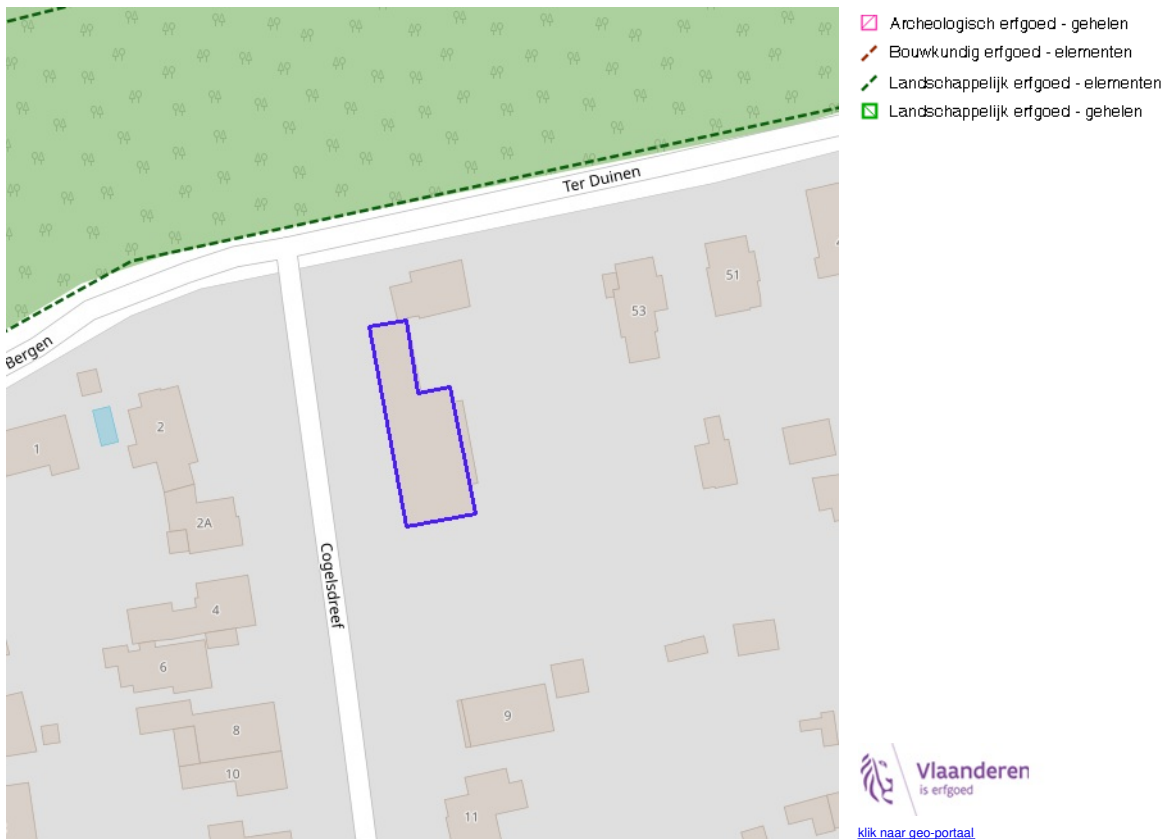 Archeologisch erfgoed - gehelen
Bouwkundig erfgoed - elementen
Landschappelijk erfgoed - elementen
Landschappelijk erfgoed - gehelen
Ter Duinen
51
53
Bergen
1
2
2A
Cogelsdreef
4
6
8
10
9
11
Vlaanderen
is erfgoed
klik naar geo-portaal